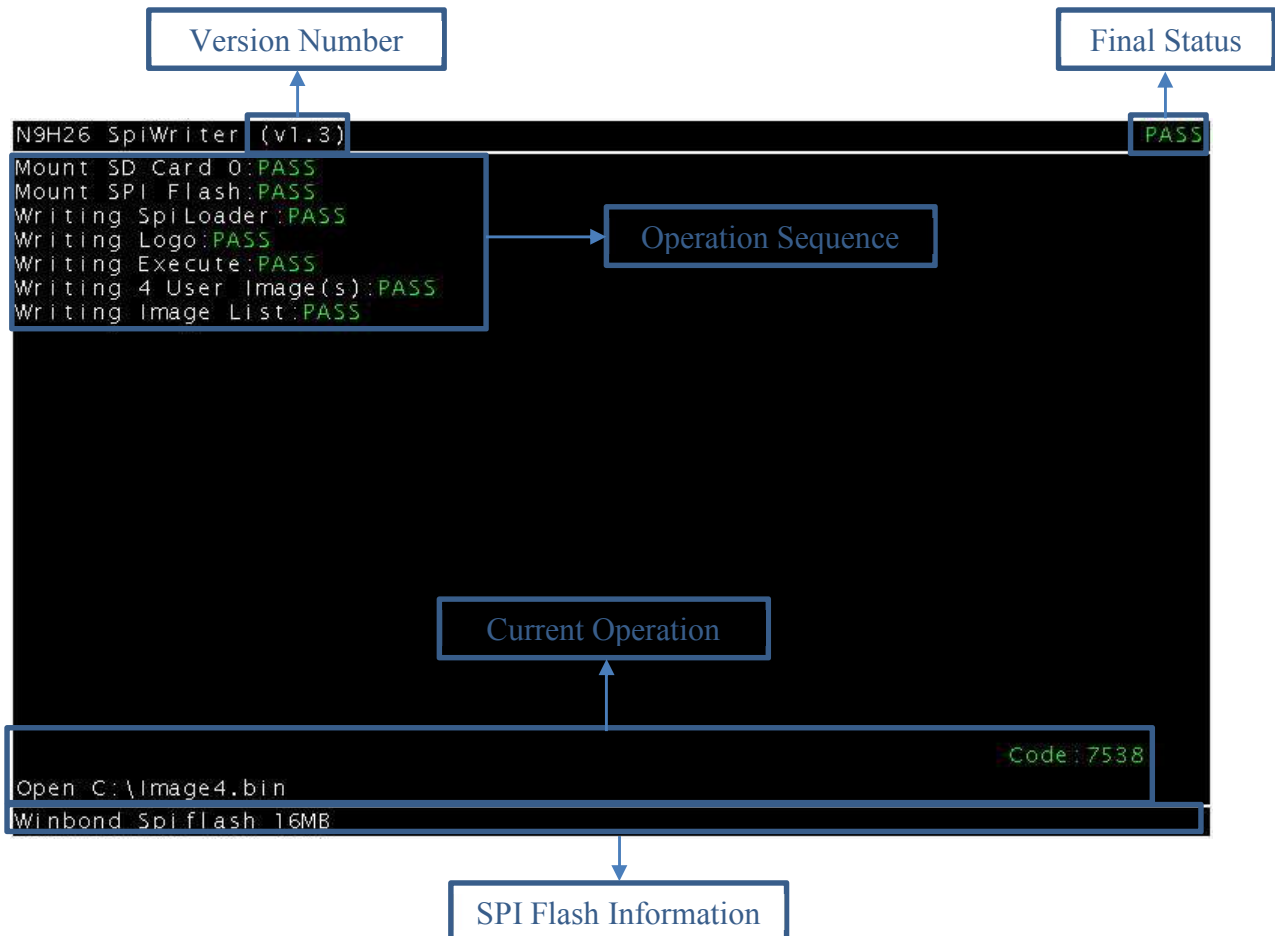 Version Number
Final Status
N9H26 SpiWriter (v1.3)
PASS
Mount SD Card 0:PASS
Mount SPI Flash:PASS
Writing SpiLoader:PASS
Writing Logo:PASS
Writing Execute:PASS
Writing 4 User Image(s):PASS
Writing Image List:PASS
Operation Sequence
Current Operation
Code:7538
Open C:\Image4.bin
Winbond Spiflash 16MB
SPI Flash Information